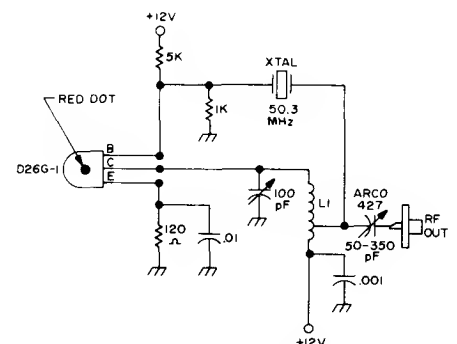 +12V
5K
XTAL
RED DOT
1K
50.3
MHz
B
D26G-1
C
E
100
pF
L1
ARCO
427
RF
OUT
120
Ω
.01
50-350
pF
.001
+12V